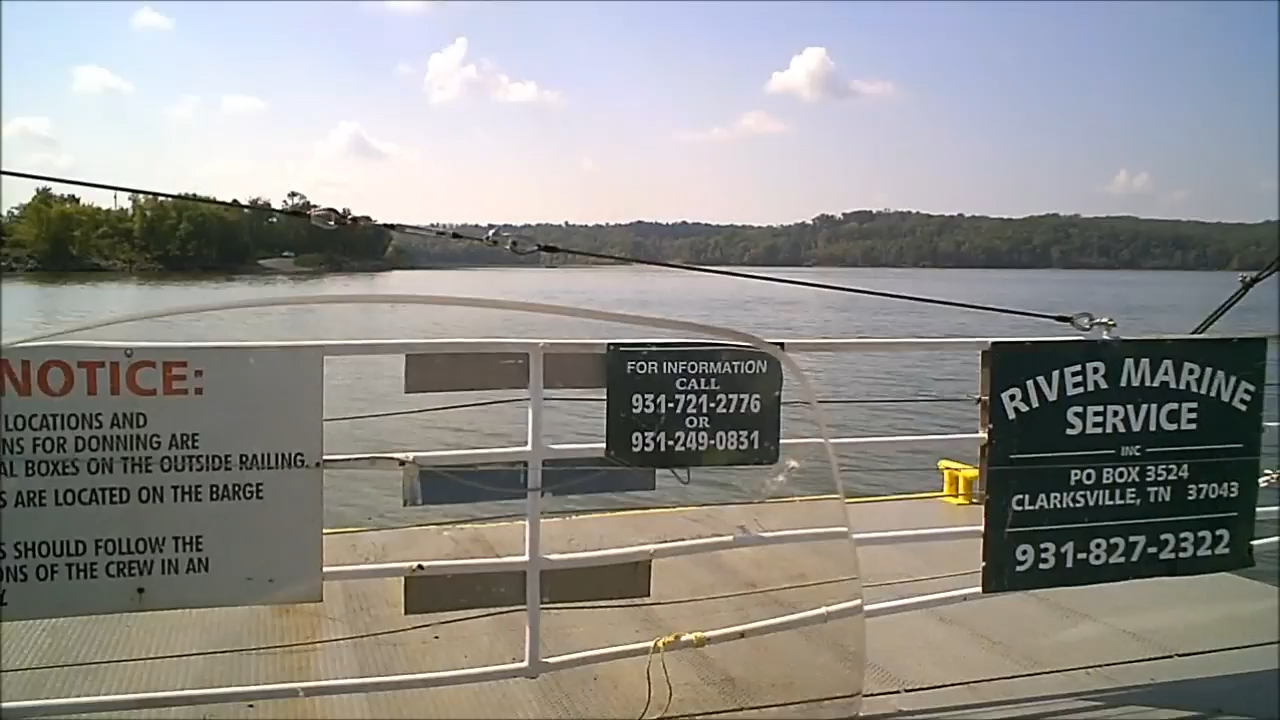 NOTICE:
LOCATIONS AND
NS FOR DONNING ARE
AL BOXES ON THE OUTSIDE RAILING.
S ARE LOCATED ON THE BARGE
S SHOULD FOLLOW THE
ONS OF THE CREW IN AN
FOR INFORMATION
CALL
931-721-2776
OR
931-249-0831
RIVER MARINE
SERVICE
INC
PO BOX 3524
CLARKSVILLE, TN 37043
931-827-2322